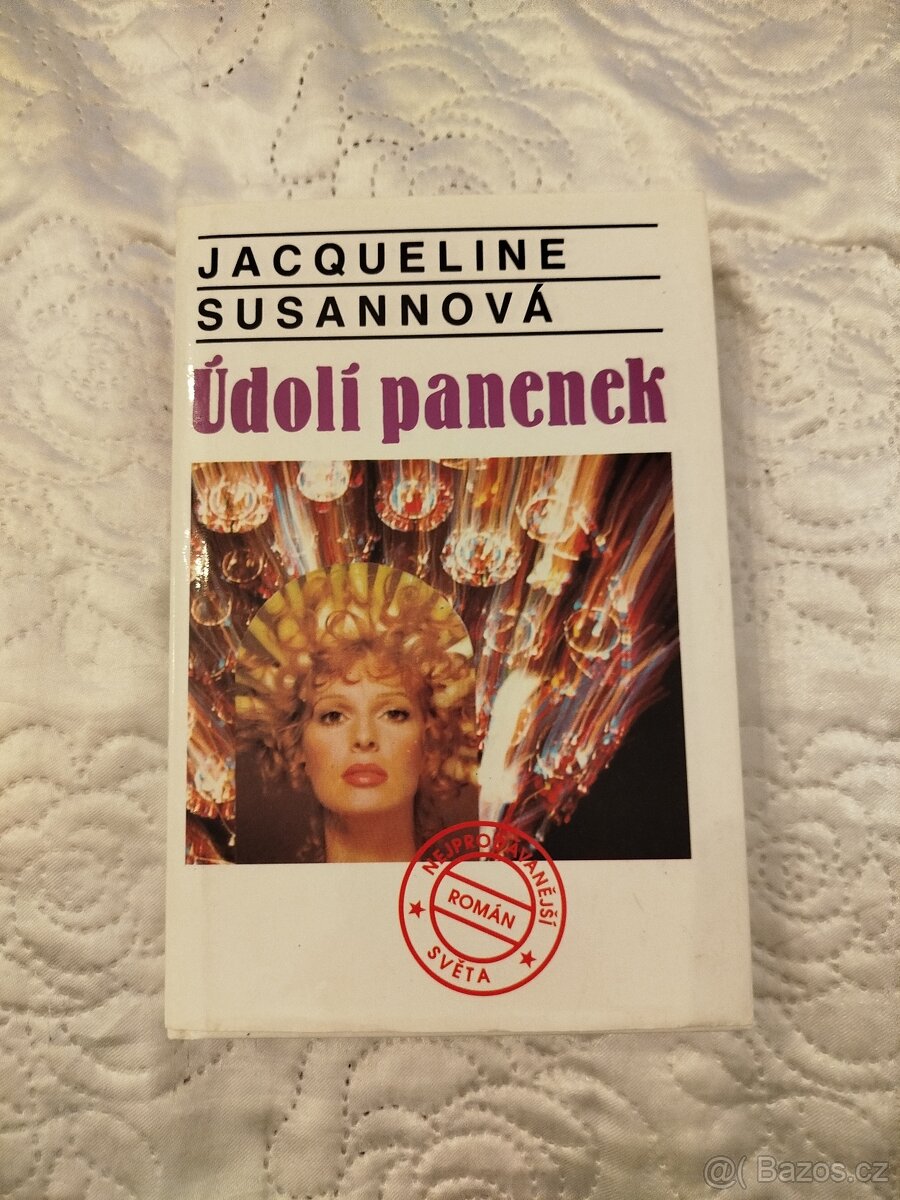 JACQUELINE
SUSANNOVÁ
Údolí panenek
NEJPRODÁVANĚJŠÍ
ROMÁN
SVĚTA
@( Bazos.cz